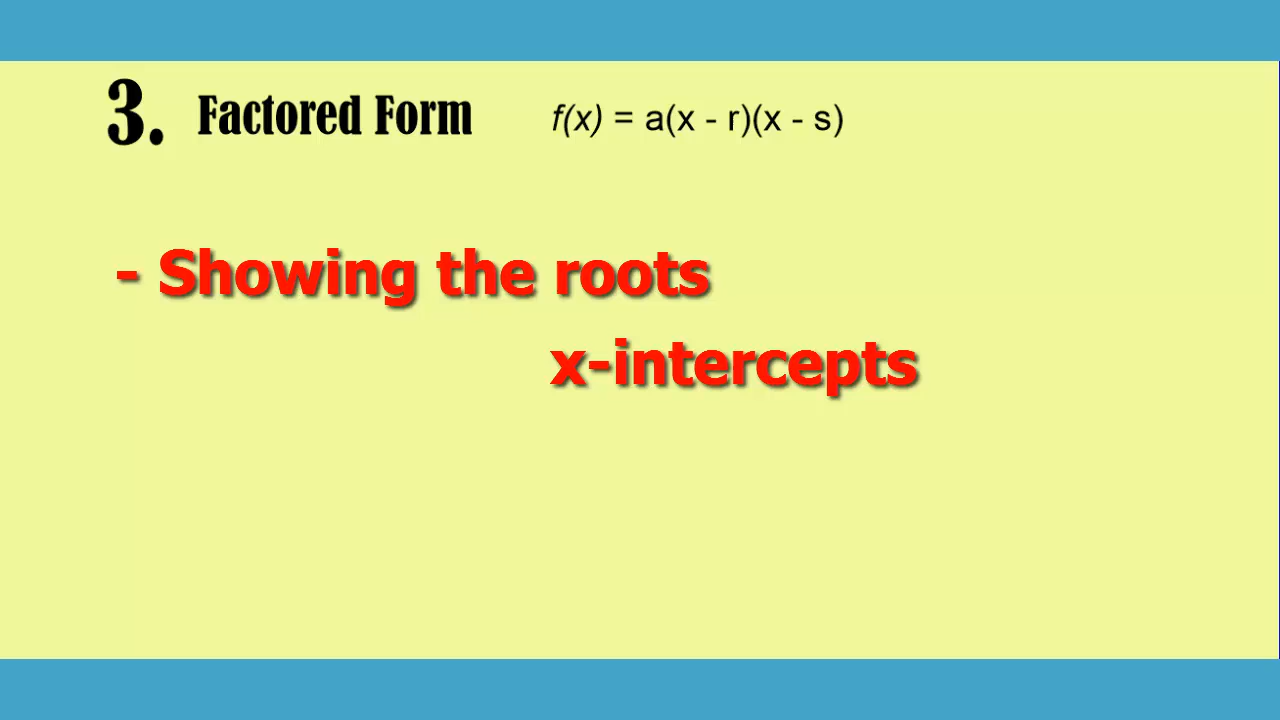 3. Factored Form f(x) = a(x - r)(x - s)
- Showing the roots
x-intercepts